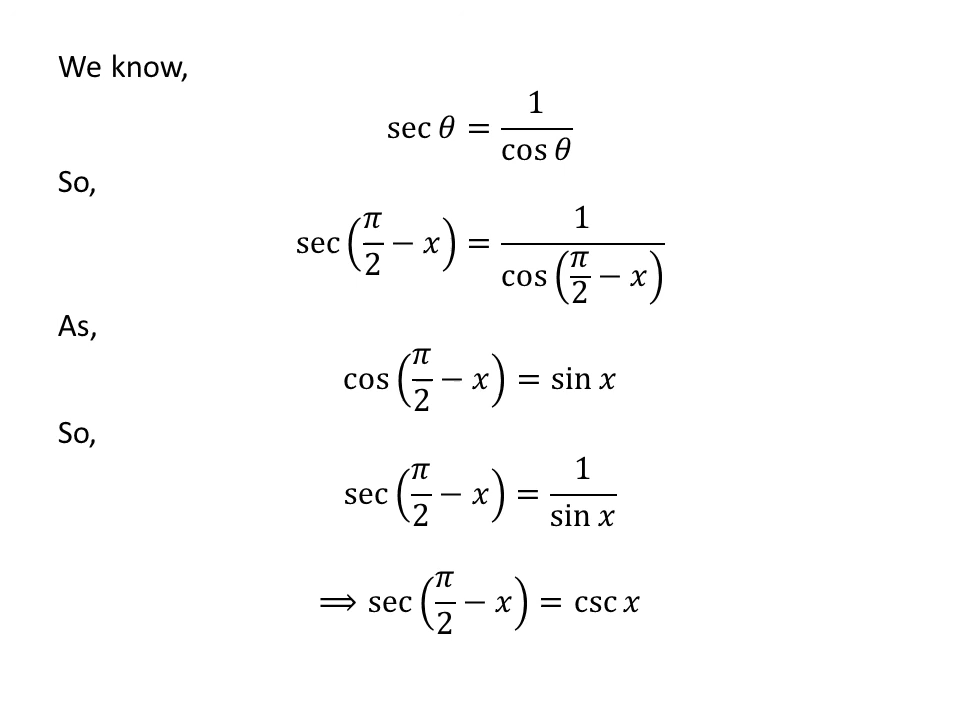 We know,
sec θ = 1/cos θ
So,
sec (π/2 − x) = 1/cos (π/2 − x)
As,
cos (π/2 − x) = sin x
So,
sec (π/2 − x) = 1/sin x
⟹ sec (π/2 − x) = csc x